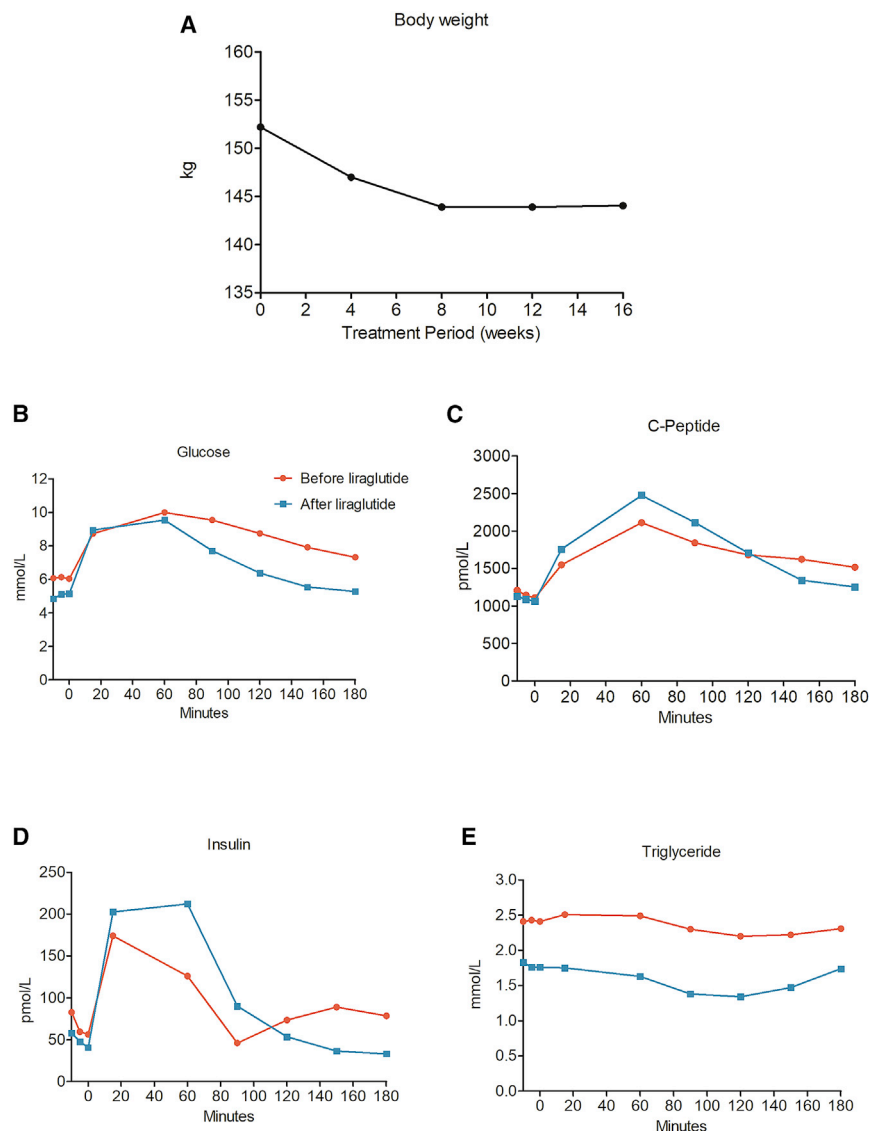 A
Body weight
160
155
150
kg
145
140
135
0 2 4 6 8 10 12 14 16
Treatment Period (weeks)
B
Glucose
12
10
8
6
4
2
0
mmol/L
Before liraglutide
After liraglutide
0 20 40 60 80 100 120 140 160 180
Minutes
C
C-Peptide
3000
2500
2000
1500
1000
500
0
pmol/L
0 20 40 60 80 100 120 140 160 180
Minutes
D
Insulin
250
200
150
100
50
0
pmol/L
0 20 40 60 80 100 120 140 160 180
Minutes
E
Triglyceride
3.0
2.5
2.0
1.5
1.0
0.5
0.0
mmol/L
0 20 40 60 80 100 120 140 160 180
Minutes